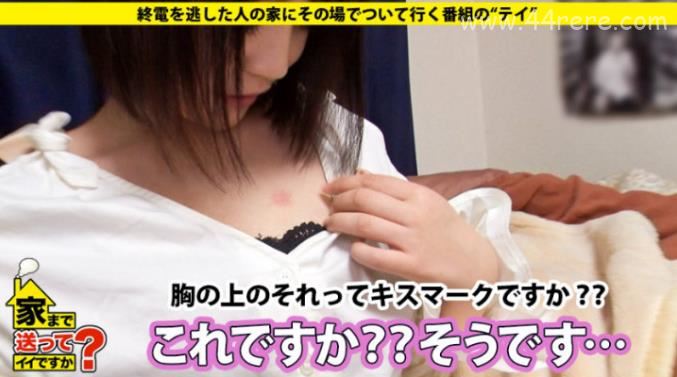 終電を逃した人の家にその場でついて行く番組の“テイ”
www.44rere.com
胸の上のそれってキスマークですか??
これですか??そうです…
家まで
送って
イイですか
?